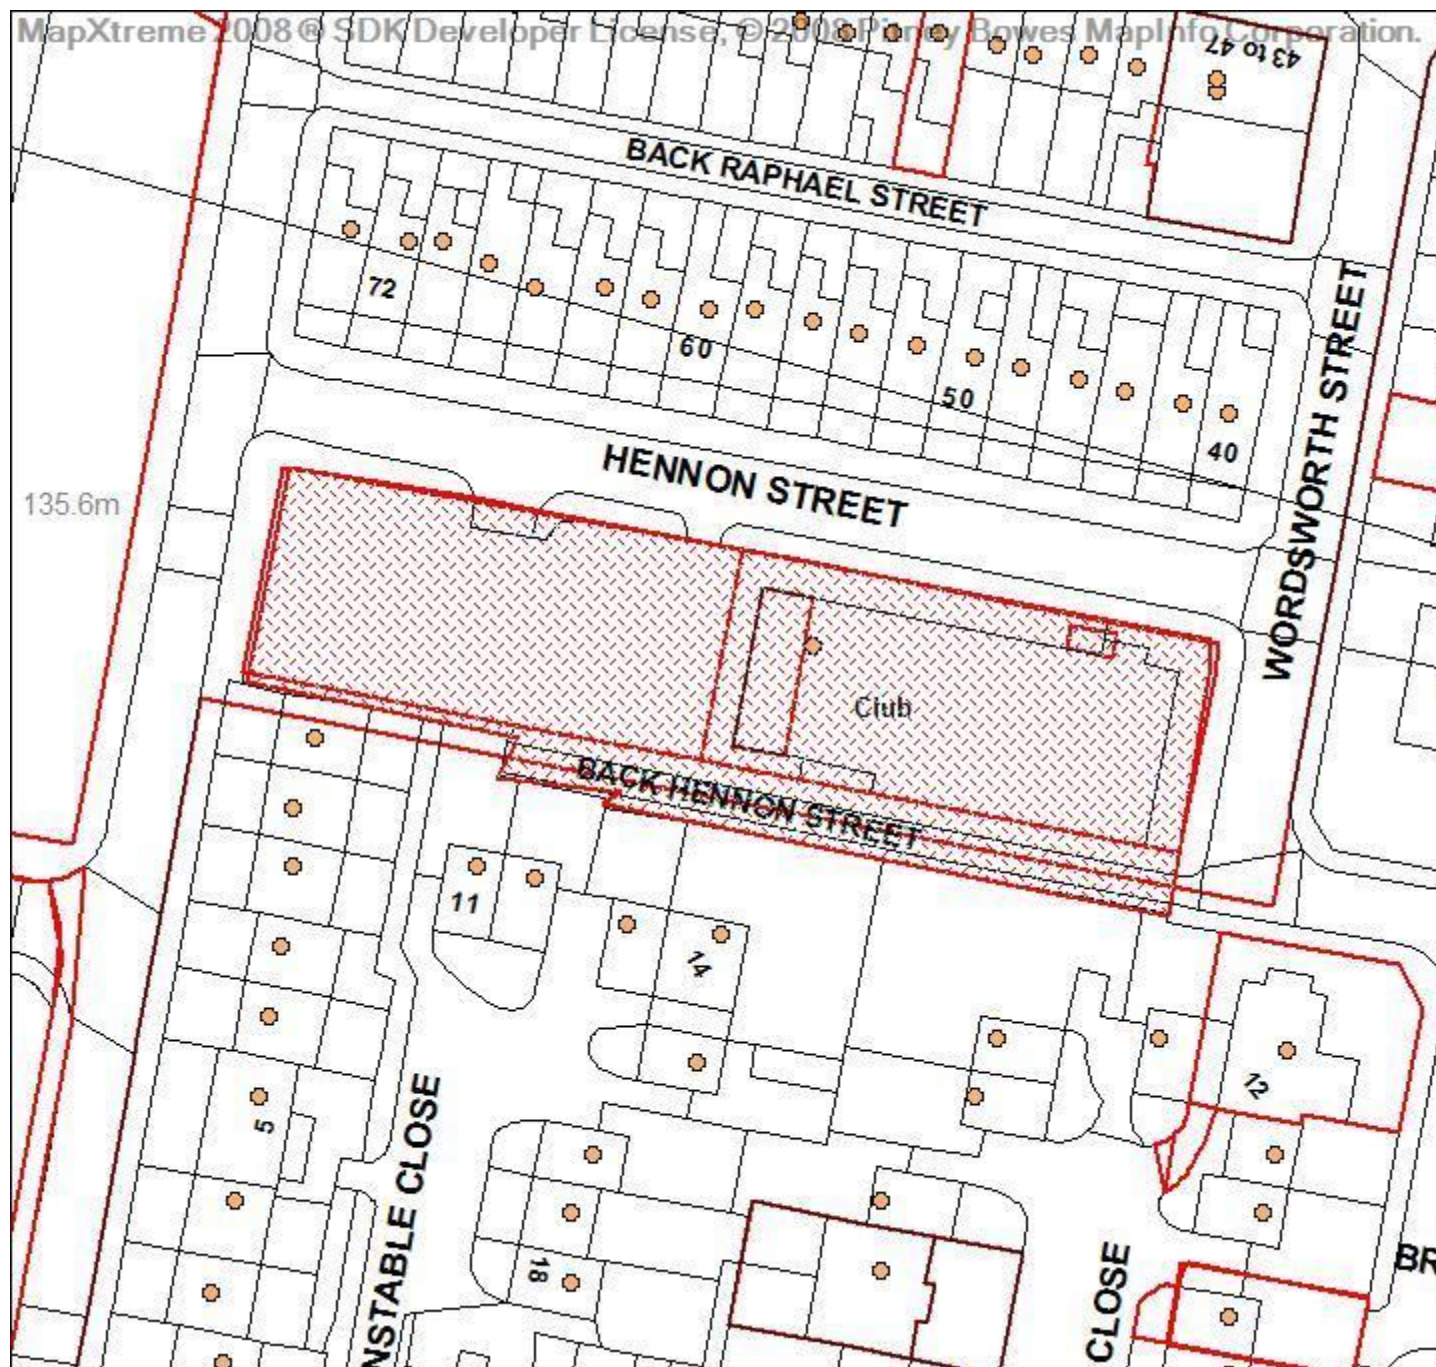 MapXtreme 2008 ® SDK Developer License, © 2008 Pitney Bowes MapInfo Corporation.
43 to 47
BACK RAPHAEL STREET
72
60
50
40
WORDSWORTH STREET
HENNON STREET
135.6m
Club
BACK HENNON STREET
11
14
12
5
NSTABLE CLOSE
18
CLOSE
BR